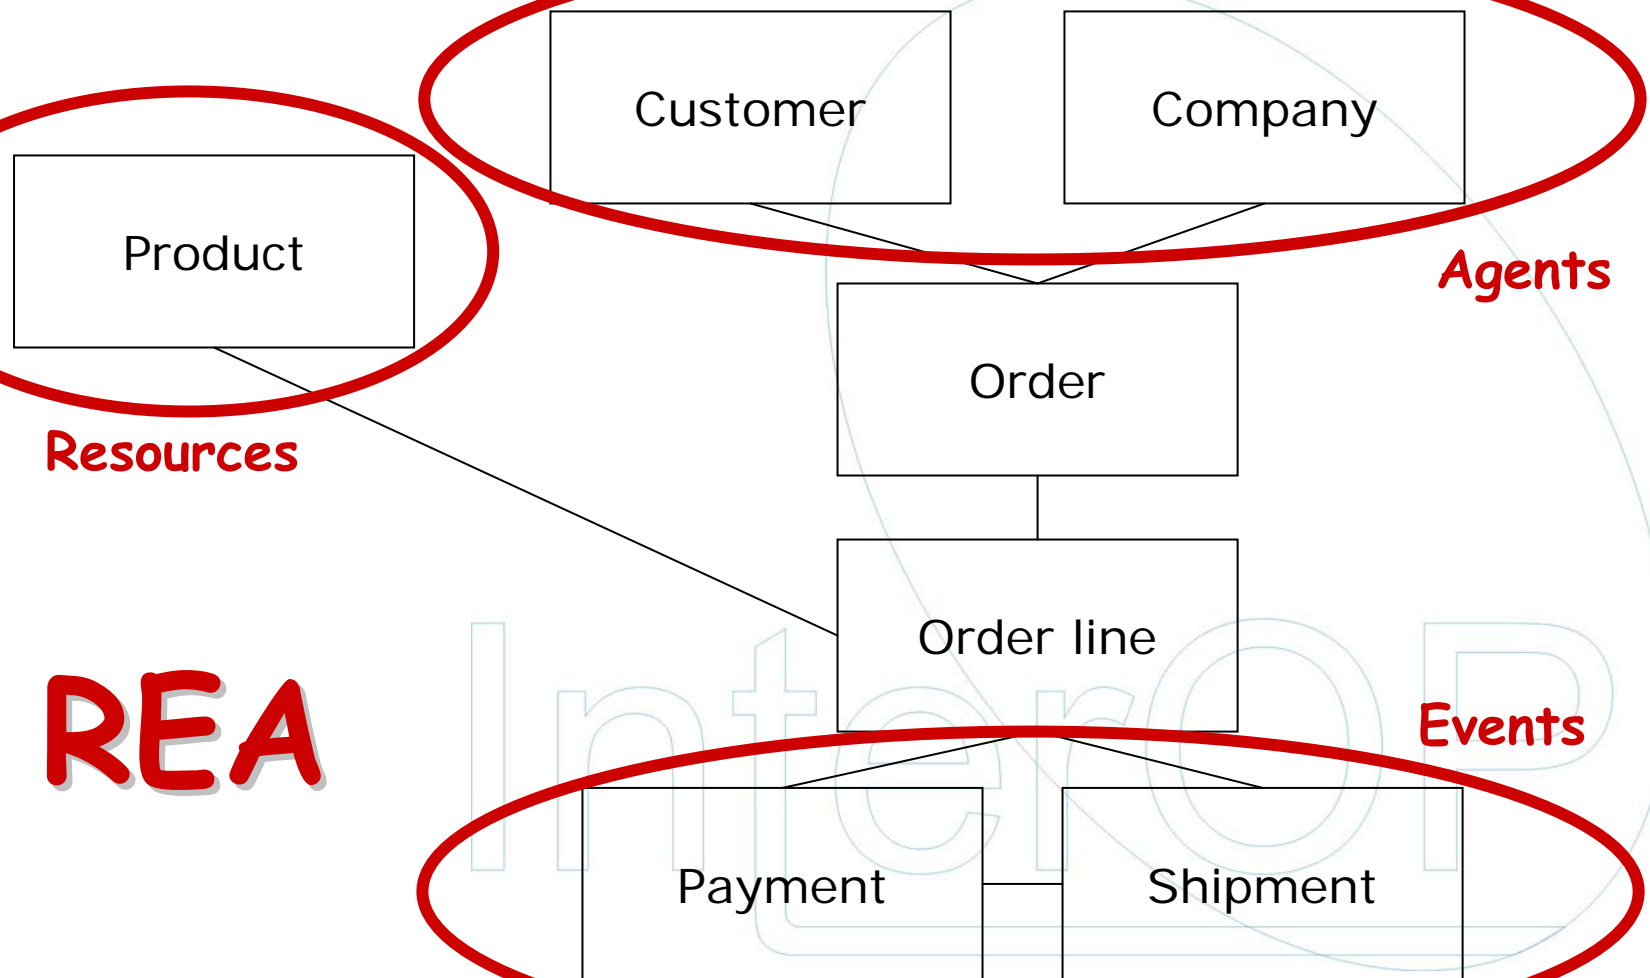 Customer
Company
Product
Agents
Order
Resources
Order line
InterOP
REA
Events
Payment
Shipment